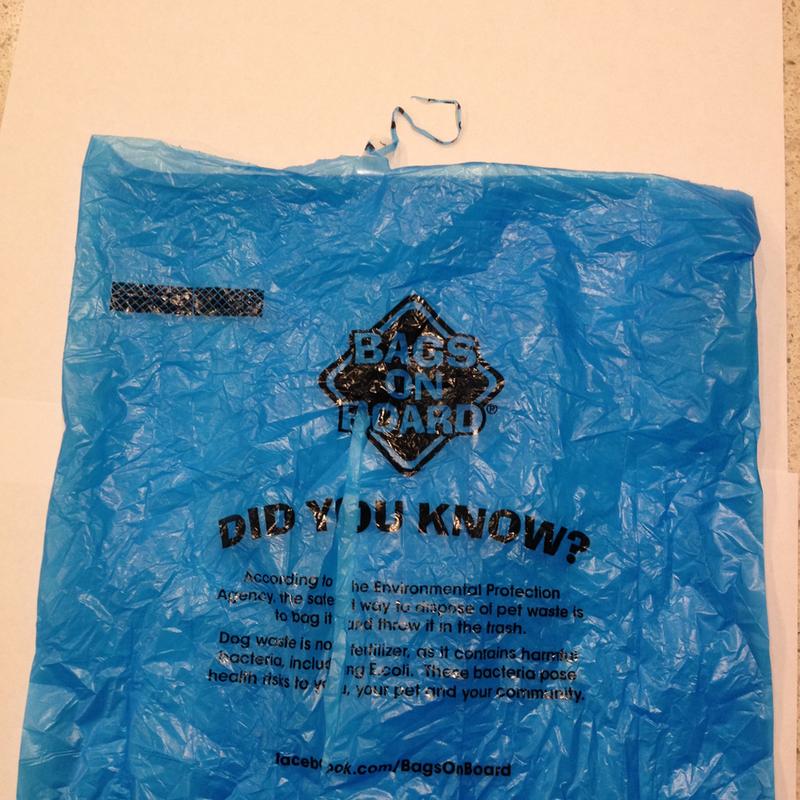 BAGS
ON
BOARD®
DID YOU KNOW?
According to the Environmental Protection
Agency, the safest way to dispose of pet waste is
to bag it and throw it in the trash.
Dog waste is not fertilizer, as it contains harmful
bacteria, including E.coli. These bacteria pose
health risks to you, your pet and your community.
facebook.com/BagsOnBoard